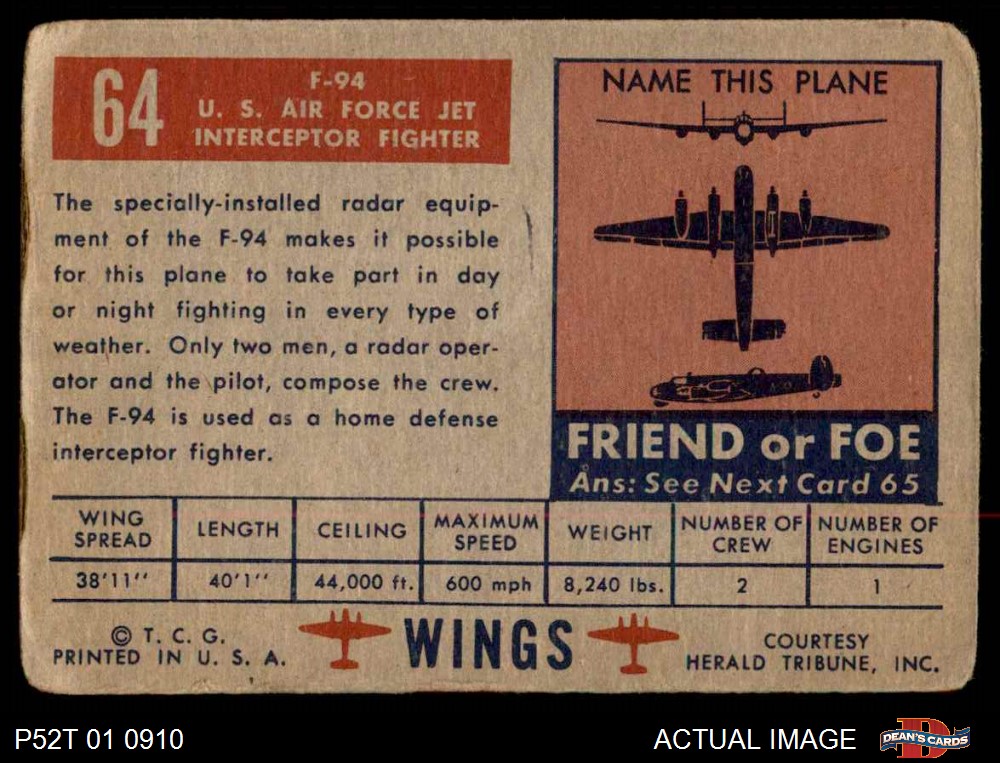 64
F-94
U. S. AIR FORCE JET
INTERCEPTOR FIGHTER
The specially-installed radar equip-
ment of the F-94 makes it possible
for this plane to take part in day
or night fighting in every type of
weather. Only two men, a radar oper-
ator and the pilot, compose the crew.
The F-94 is used as a home defense
interceptor fighter.
NAME THIS PLANE
FRIEND or FOE
Ans: See Next Card 65
WING SPREAD
LENGTH
CEILING
MAXIMUM SPEED
WEIGHT
NUMBER OF CREW
NUMBER OF ENGINES
38'11''
40'1''
44,000 ft.
600 mph
8,240 lbs.
2
1
© T. C. G.
PRINTED IN U. S. A.
WINGS
COURTESY
HERALD TRIBUNE, INC.
P52T 01 0910
ACTUAL IMAGE
D
DEAN'S CARDS